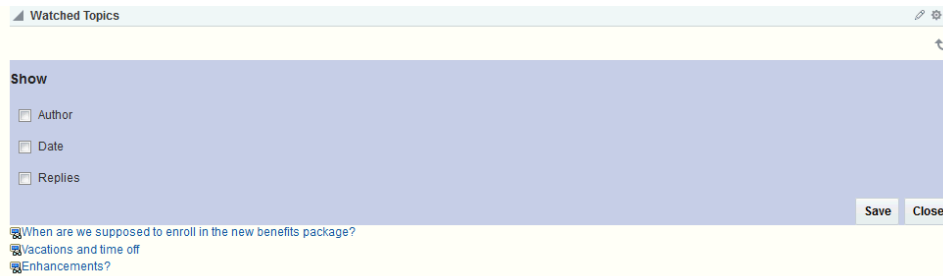 Watched Topics
Show
Author
Date
Replies
Save Close
When are we supposed to enroll in the new benefits package?
Vacations and time off
Enhancements?